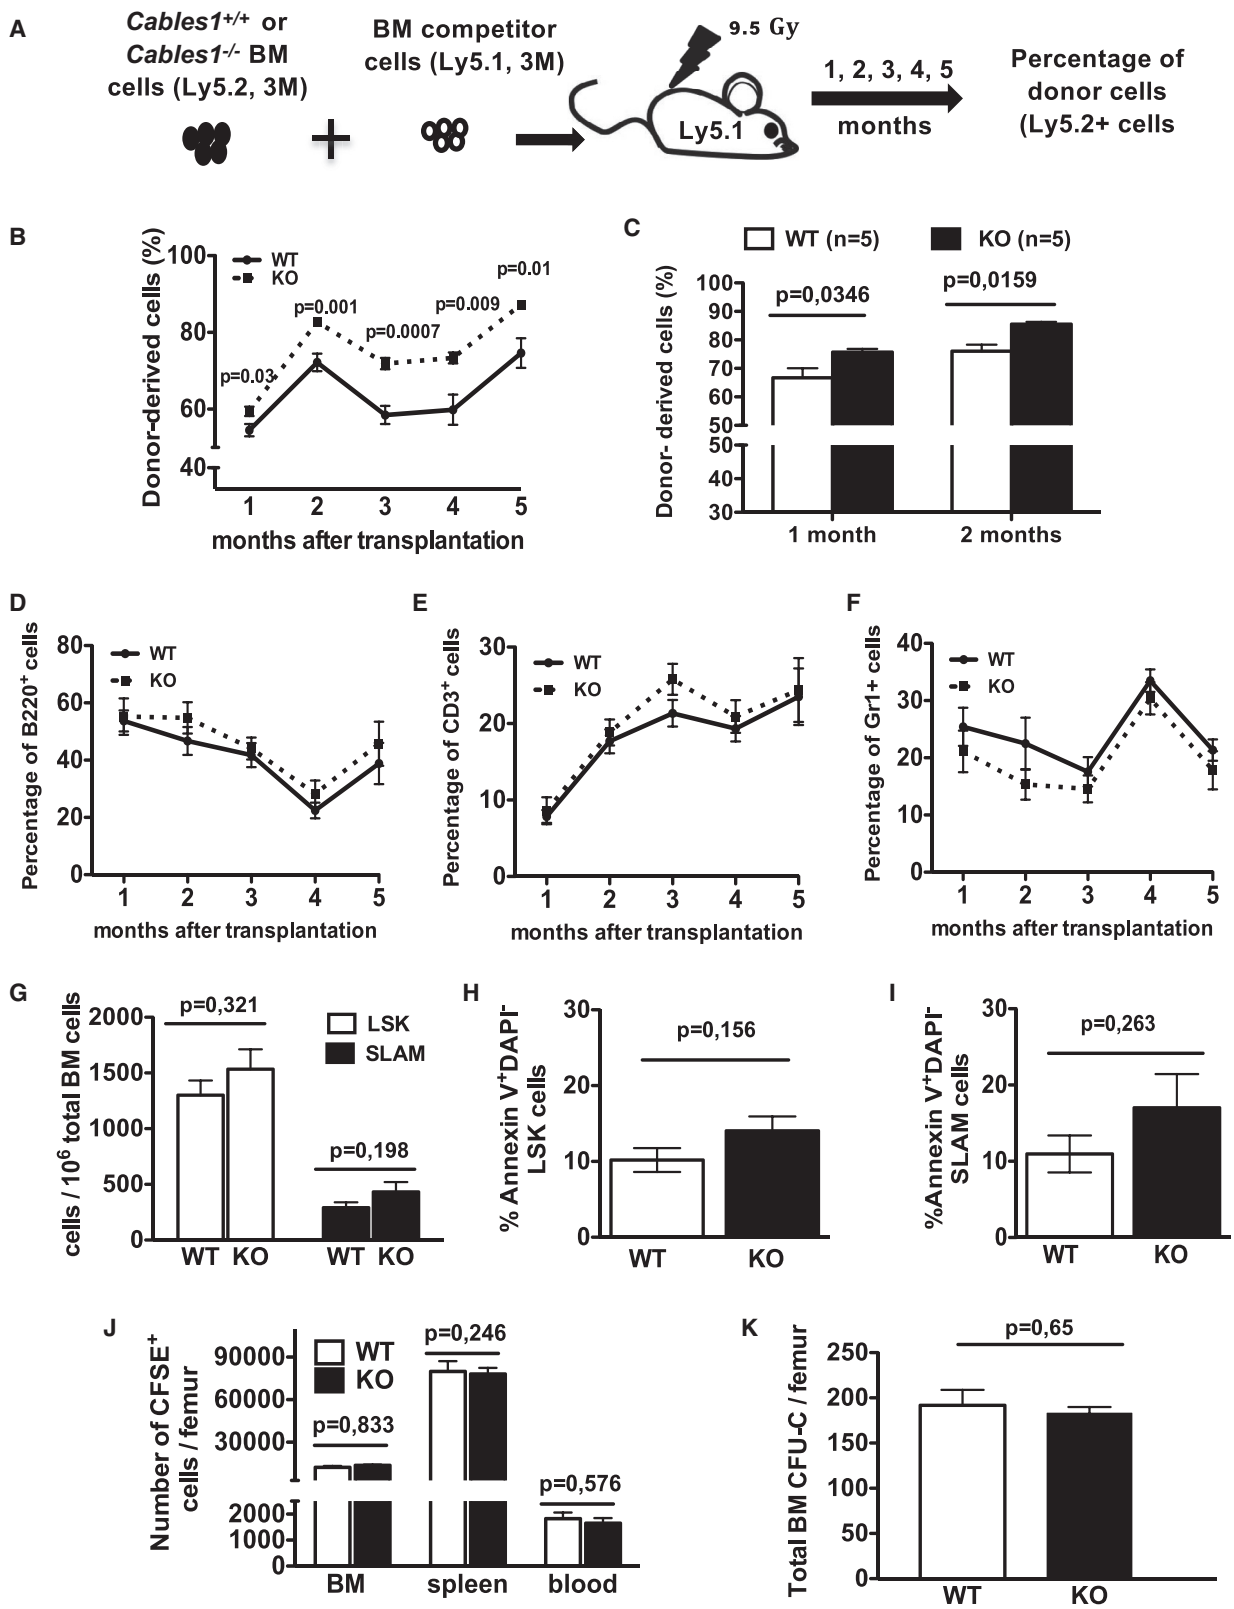 A
Cables1+/+ or
Cables1-/- BM
cells (Ly5.2, 3M)
BM competitor
cells (Ly5.1, 3M)
9.5 Gy
Ly5.1
1, 2, 3, 4, 5
months
Percentage of
donor cells
(Ly5.2+ cells
B
Donor-derived cells (%)
100
80
60
40
WT
KO
p=0.03
p=0.001
p=0.0007
p=0.009
p=0.01
1 2 3 4 5
months after transplantation
C
WT (n=5)
KO (n=5)
Donor- derived cells (%)
100
90
80
70
60
50
50
40
30
p=0,0346
p=0,0159
1 month
2 months
D
Percentage of B220+ cells
80
60
40
20
0
WT
KO
1 2 3 4 5
months after transplantation
E
Percentage of CD3+ cells
30
20
10
0
WT
KO
1 2 3 4 5
months after transplantation
F
Percentage of Gr1+ cells
40
30
20
10
0
WT
KO
1 2 3 4 5
months after transplantation
G
cells / 10⁶ total BM cells
2000
1500
1000
500
0
p=0,321
LSK
SLAM
p=0,198
WT KO WT KO
H
% Annexin V+DAPI-
LSK cells
30
20
10
0
p=0,156
WT KO
I
%Annexin V+DAPI-
SLAM cells
30
20
10
0
p=0,263
WT KO
J
Number of CFSE+
cells / femur
90000
60000
30000
2000
1000
0
WT
KO
p=0,833
p=0,246
p=0,576
BM spleen blood
K
Total BM CFU-C / femur
250
200
150
100
50
0
p=0,65
WT KO